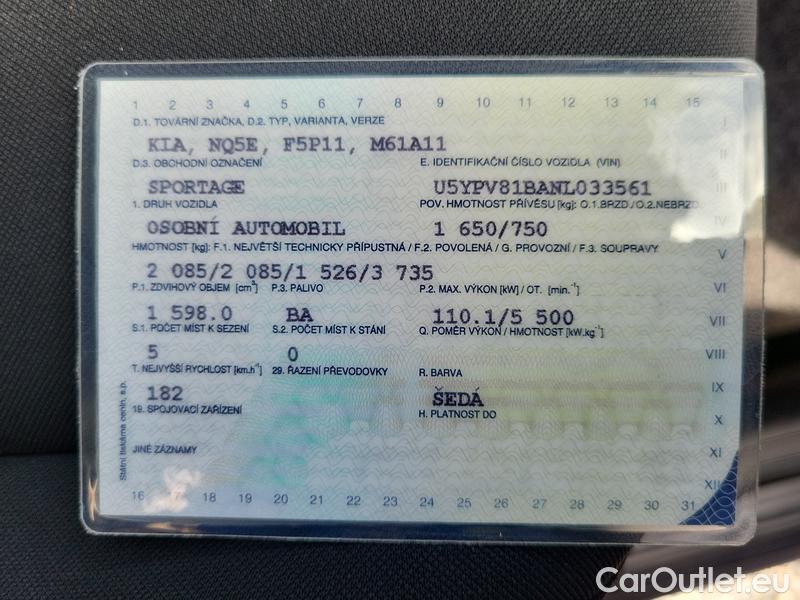 1 2 3 4 5 6 7 8 9 10 11 12 13 14 15
D.1. TOVÁRNÍ ZNAČKA, D.2. TYP, VARIANTA, VERZE I
KIA, NQ5E, F5P11, M61A11
D.3. OBCHODNÍ OZNAČENÍ E. IDENTIFIKAČNÍ ČÍSLO VOZIDLA (VIN) II
SPORTAGE U5YPV81BANL033561 III
1. DRUH VOZIDLA POV. HMOTNOST PŘÍVĚSU [kg]: O.1.BRZD./O.2.NEBRZD.
OSOBNÍ AUTOMOBIL 1 650/750 IV
HMOTNOST [kg]: F.1. NEJVĚTŠÍ TECHNICKY PŘÍPUSTNÁ / F.2. POVOLENÁ / G. PROVOZNÍ / F.3. SOUPRAVY V
2 085/2 085/1 526/3 735
P.1. ZDVIHOVÝ OBJEM [cm³] P.3. PALIVO P.2. MAX. VÝKON [kW] / OT. [min.⁻¹] VI
1 598.0 BA 110.1/5 500 VII
S.1. POČET MÍST K SEZENÍ S.2. POČET MÍST K STÁNÍ Q. POMĚR VÝKON / HMOTNOST [kW.kg⁻¹]
5 0 VIII
T. NEJVYŠŠÍ RYCHLOST [km.h⁻¹] 29. ŘAZENÍ PŘEVODOVKY R. BARVA
182 ŠEDÁ IX
19. SPOJOVACÍ ZAŘÍZENÍ H. PLATNOST DO X
JINÉ ZÁZNAMY XI
XII
16 17 18 19 20 21 22 23 24 25 26 27 28 29 30 31
Státní tiskárna cenin, s.p.
CarOutlet.eu